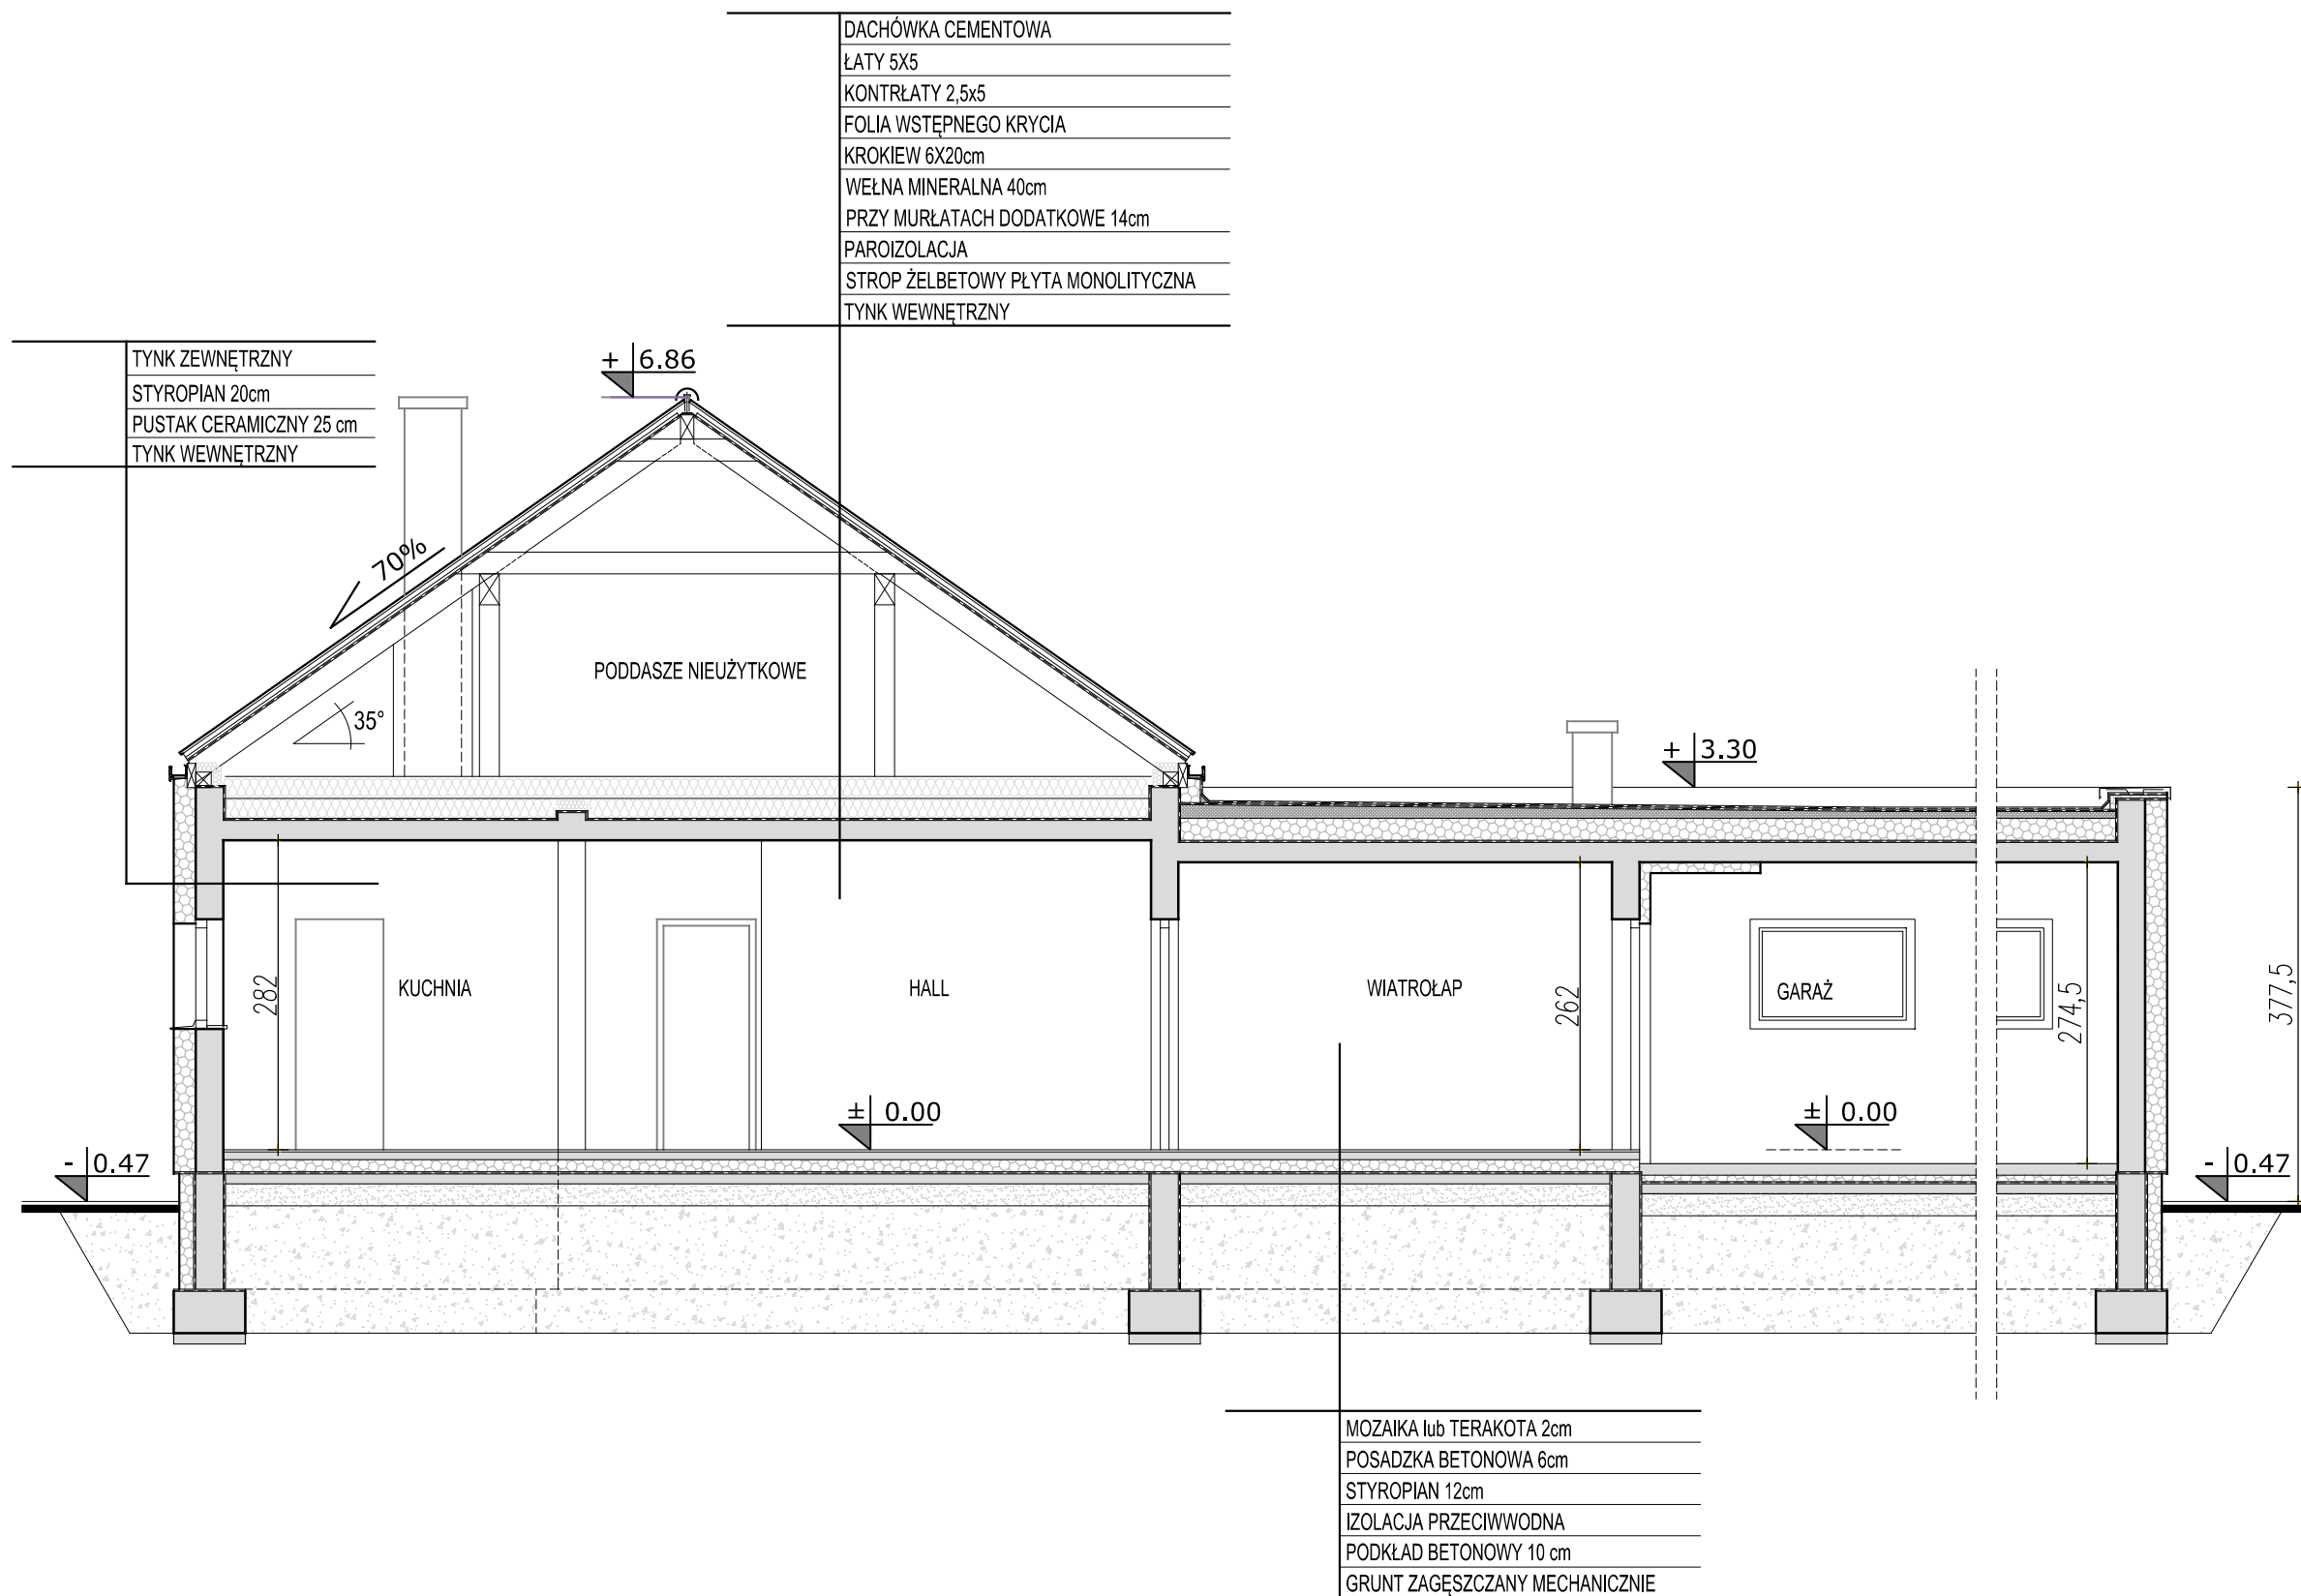 DACHÓWKA CEMENTOWA
ŁATY 5X5
KONTRŁATY 2,5x5
FOLIA WSTĘPNEGO KRYCIA
KROKIEW 6X20cm
WEŁNA MINERALNA 40cm
PRZY MURŁATACH DODATKOWE 14cm
PAROIZOLACJA
STROP ŻELBETOWY PŁYTA MONOLITYCZNA
TYNK WEWNĘTRZNY
TYNK ZEWNĘTRZNY
STYROPIAN 20cm
PUSTAK CERAMICZNY 25 cm
TYNK WEWNĘTRZNY
+ 6.86
70%
PODDASZE NIEUŻYTKOWE
35°
+ 3.30
282
KUCHNIA
HALL
WIATROŁAP
262
GARAŻ
274,5
377,5
± 0.00
± 0.00
- 0.47
- 0.47
MOZAIKA lub TERAKOTA 2cm
POSADZKA BETONOWA 6cm
STYROPIAN 12cm
IZOLACJA PRZECIWWODNA
PODKŁAD BETONOWY 10 cm
GRUNT ZAGĘSZCZANY MECHANICZNIE